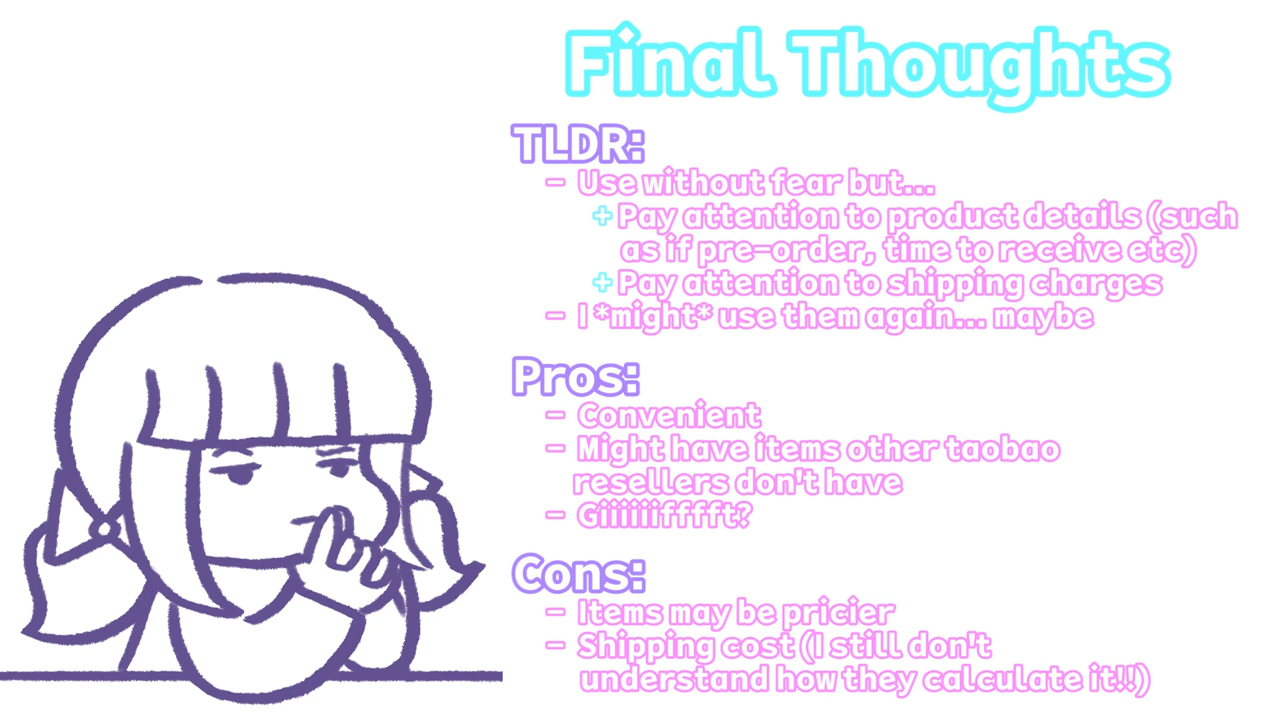 Final Thoughts
TLDR:
- Use without fear but...
+ Pay attention to product details (such
as if pre-order, time to receive etc)
+ Pay attention to shipping charges
- I *might* use them again... maybe
Pros:
- Convenient
- Might have items other taobao
resellers don't have
- Giiiiiifffft?
Cons:
- Items may be pricier
- Shipping cost (I still don't
understand how they calculate it!!)